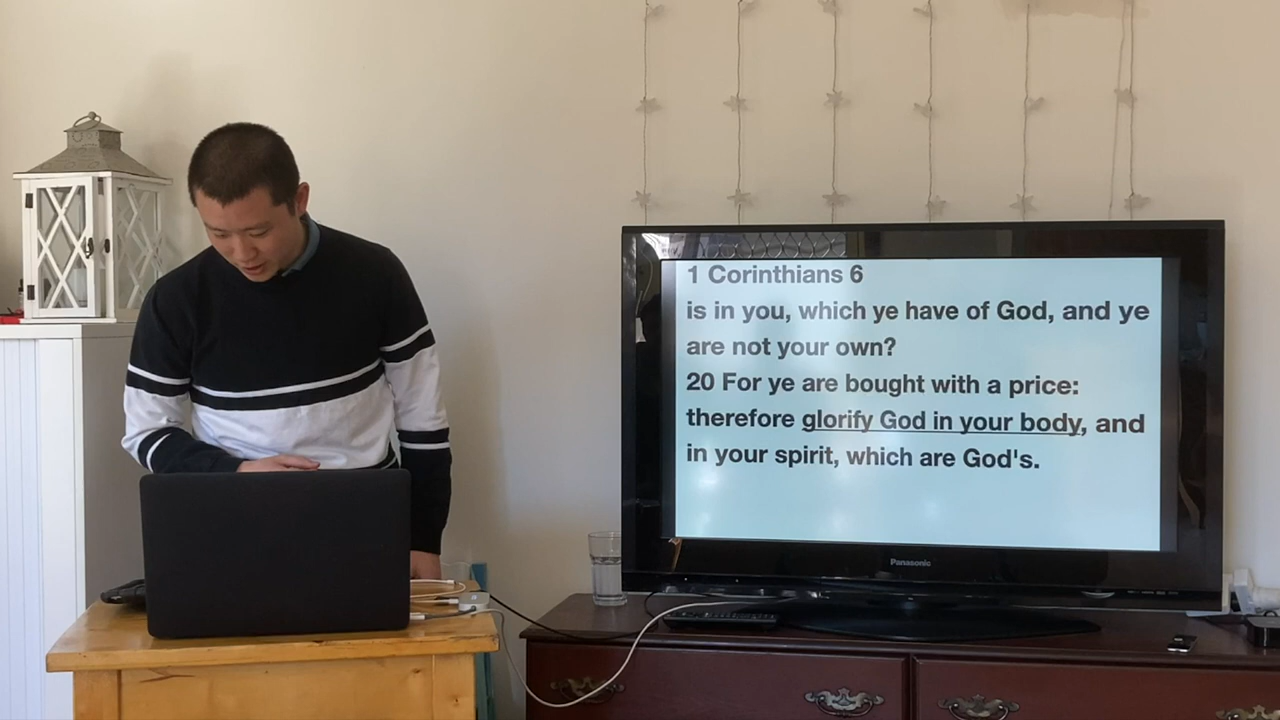 1 Corinthians 6
is in you, which ye have of God, and ye
are not your own?
20 For ye are bought with a price:
therefore glorify God in your body, and
in your spirit, which are God's.
Panasonic